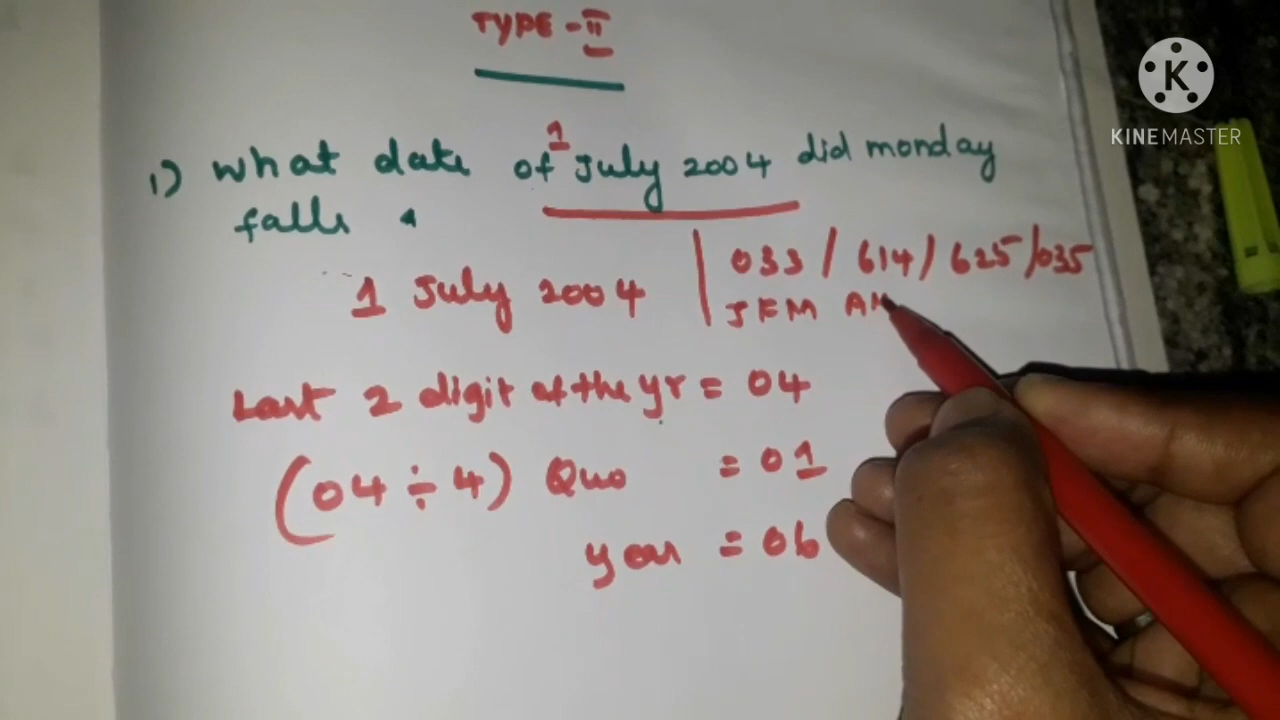 TYPE - II
1) What date of 1 July 2004 did monday
falls
1 July 2004 | 033 / 614 / 625 / 035
JFM AM
Last 2 digit of the yr = 04
(04 ÷ 4) Quo = 01
year = 06
K
KINEMASTER